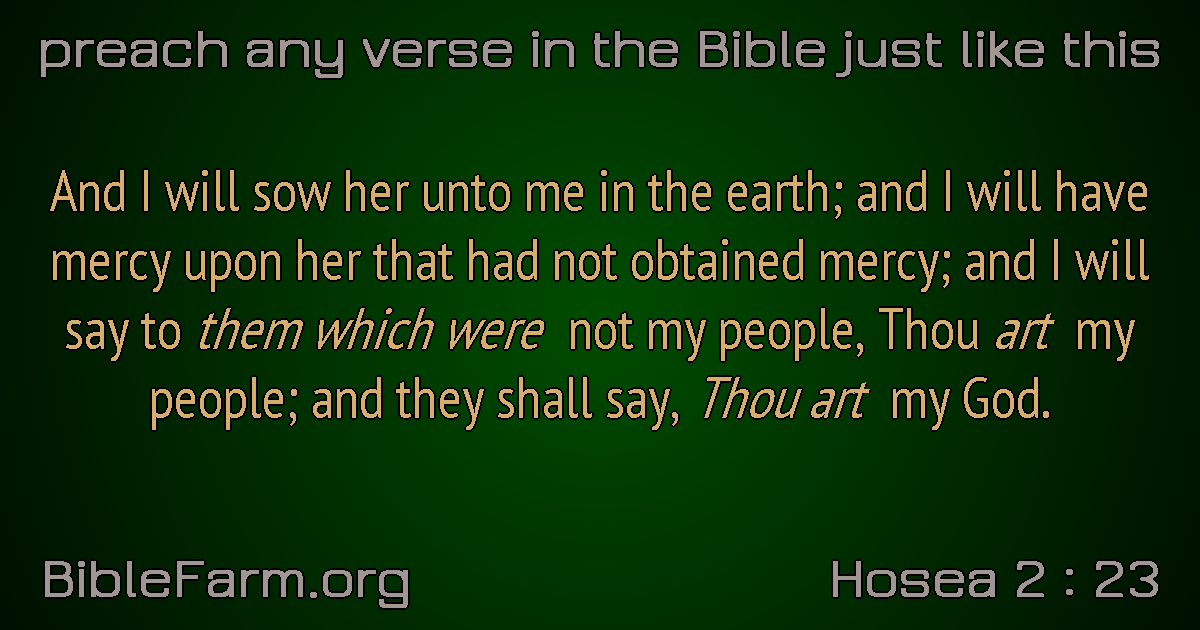 preach any verse in the Bible just like this
And I will sow her unto me in the earth; and I will have
mercy upon her that had not obtained mercy; and I will
say to them which were not my people, Thou art my
people; and they shall say, Thou art my God.
BibleFarm.org
Hosea 2 : 23